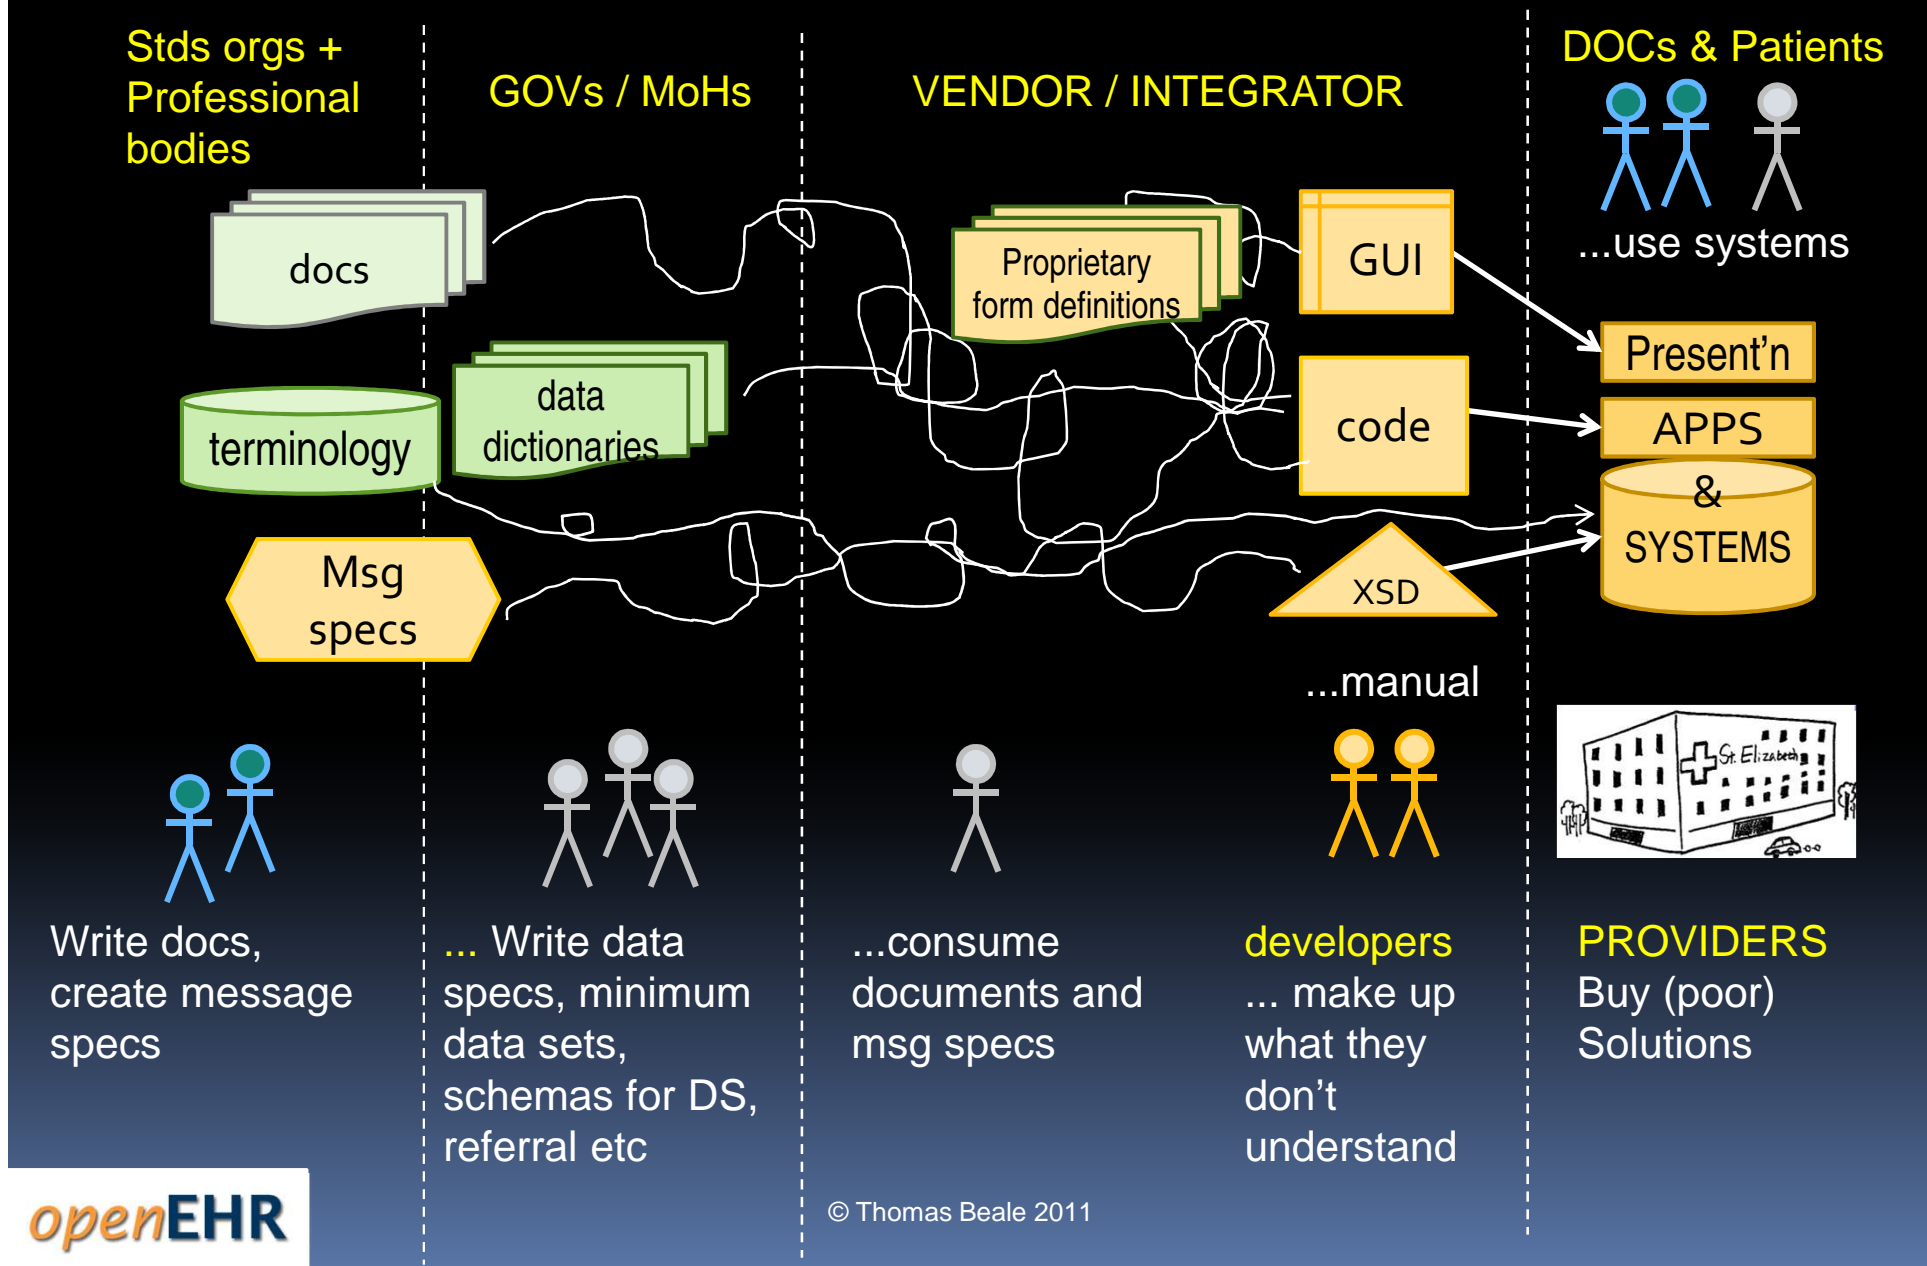 Stds orgs +
Professional
bodies
GOVs / MoHs
VENDOR / INTEGRATOR
DOCs & Patients
...use systems
docs
Proprietary
form definitions
GUI
Present'n
data
dictionaries
terminology
code
APPS
&
SYSTEMS
Msg
specs
XSD
...manual
St. Elizabeth
Write docs,
create message
specs
... Write data
specs, minimum
data sets,
schemas for DS,
referral etc
...consume
documents and
msg specs
developers
... make up
what they
don't
understand
PROVIDERS
Buy (poor)
Solutions
openEHR
© Thomas Beale 2011